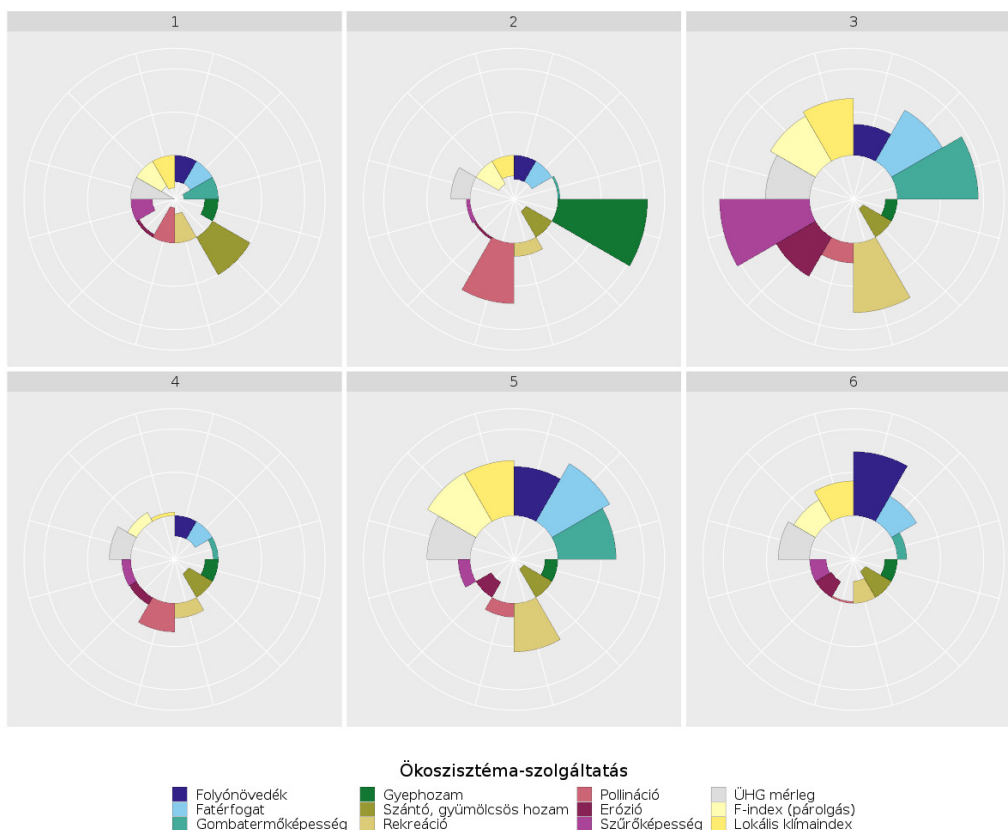 1
2
3
4
5
6
Ökoszisztéma-szolgáltatás
Folyónövedék
Gyephozam
Pollináció
ÜHG mérleg
Fatérfogat
Szántó, gyümölcsös hozam
Erózió
F-index (párolgás)
Gombatermőképesség
Rekreáció
Szűrőképesség
Lokális klímaindex